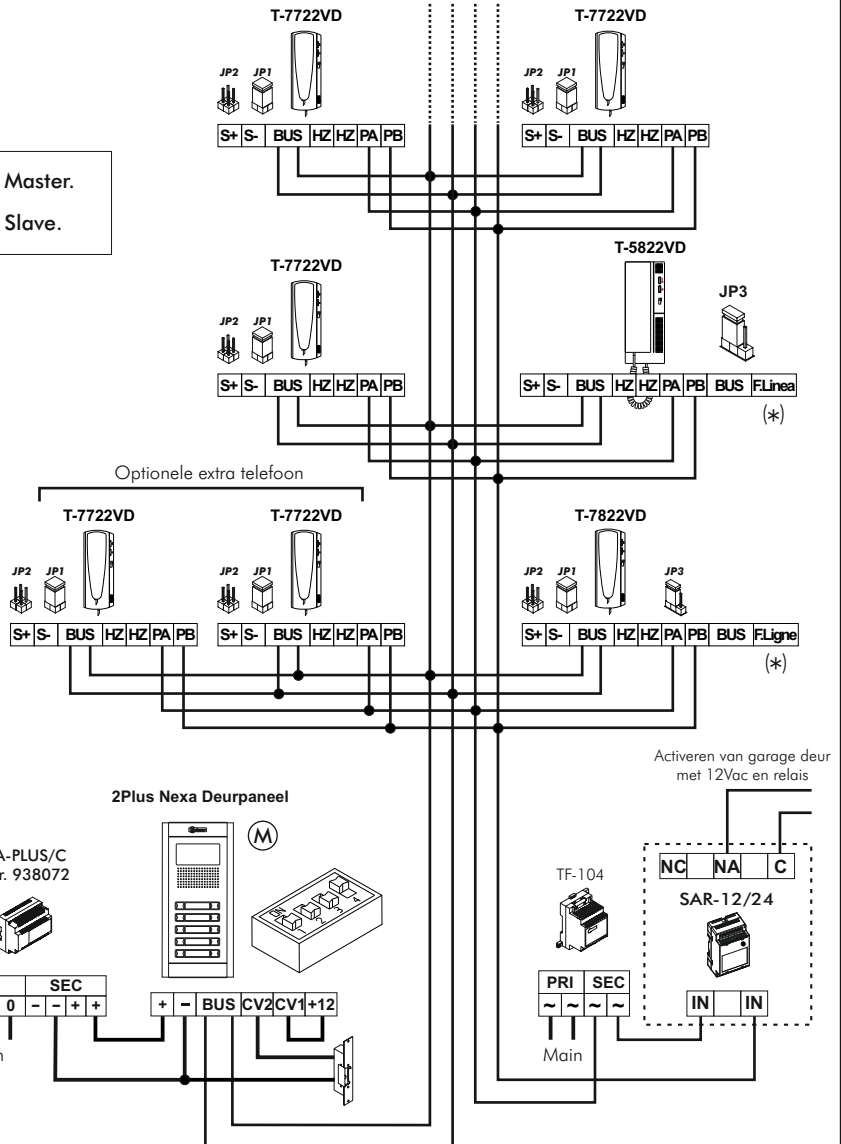 T-7722VD T-7722VD
JP2 JP1 JP2 JP1
S+ S- BUS HZ HZ PA PB S+ S- BUS HZ HZ PA PB
Master.
Slave.
T-7722VD T-5822VD
JP2 JP1 JP3
S+ S- BUS HZ HZ PA PB S+ S- BUS HZ HZ PA PB BUS F.Linea
(*)
Optionele extra telefoon
T-7722VD T-7722VD T-7822VD
JP2 JP1 JP2 JP1 JP2 JP1 JP3
S+ S- BUS HZ HZ PA PB S+ S- BUS HZ HZ PA PB S+ S- BUS HZ HZ PA PB BUS F.Ligne
(*)
Activeren van garage deur
met 12Vac en relais
2Plus Nexa Deurpaneel
M
A-PLUS/C
r. 938072
NC NA C
TF-104
SAR-12/24
1 2 3 4
SEC
0 – – + +
+ – BUS CV2 CV1 +12
PRI SEC
~ ~ ~ ~
IN IN
Main